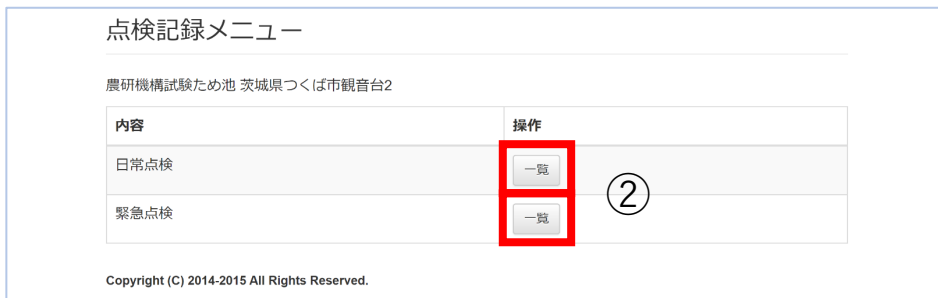 点検記録メニュー
農研機構試験ため池 茨城県つくば市観音台2
内容 操作
日常点検 一覧
②
緊急点検 一覧
Copyright (C) 2014-2015 All Rights Reserved.